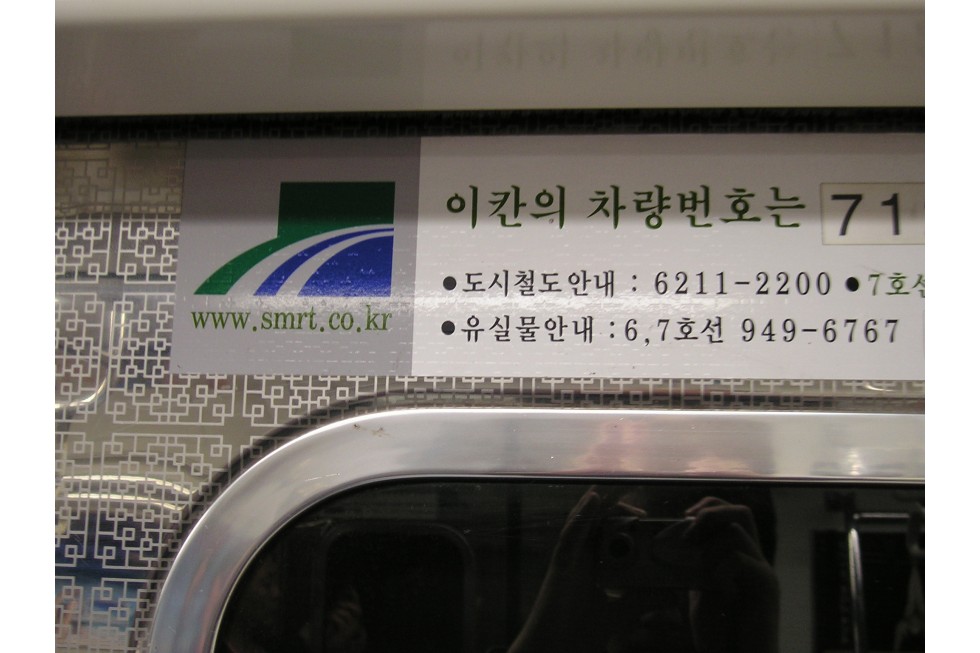 www.smrt.co.kr
이칸의 차량번호는 71
●도시철도안내 : 6211-2200 ●7호선
●유실물안내 : 6,7호선 949-6767